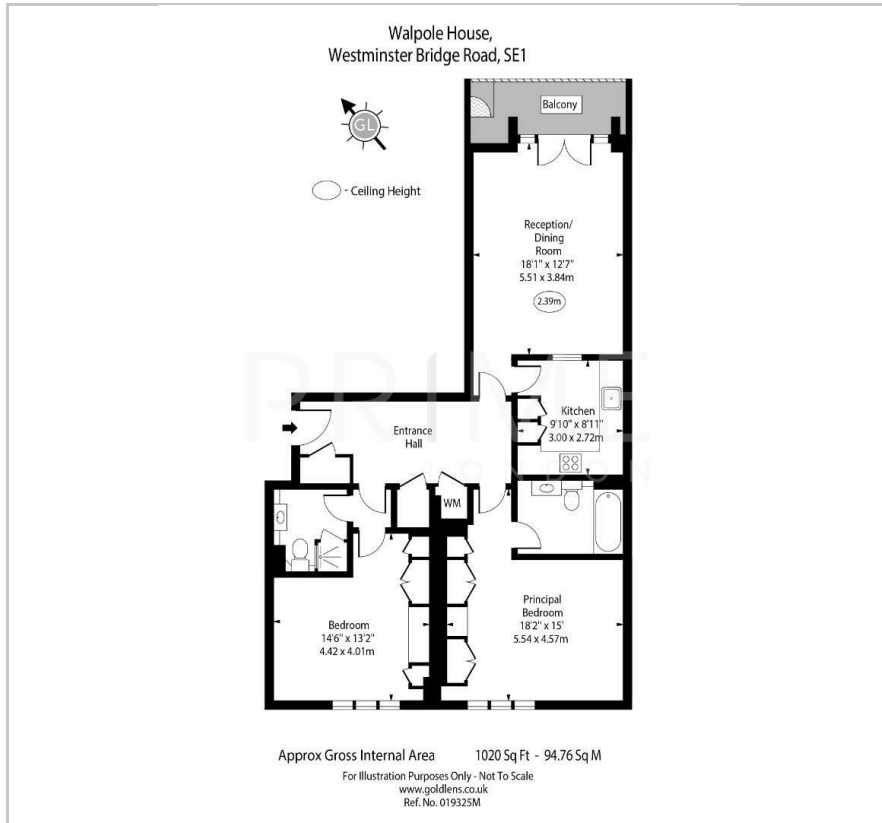 Walpole House,
Westminster Bridge Road, SE1
GL
- Ceiling Height
Balcony
Reception/
Dining
Room
18'1" x 12'7"
5.51 x 3.84m
2.39m
PRIME
LONDON
Kitchen
9'10" x 8'11"
3.00 x 2.72m
Entrance
Hall
WM
Principal
Bedroom
18'2" x 15'
5.54 x 4.57m
Bedroom
14'6" x 13'2"
4.42 x 4.01m
Approx Gross Internal Area 1020 Sq Ft - 94.76 Sq M
For Illustration Purposes Only - Not To Scale
www.goldlens.co.uk
Ref. No. 019325M